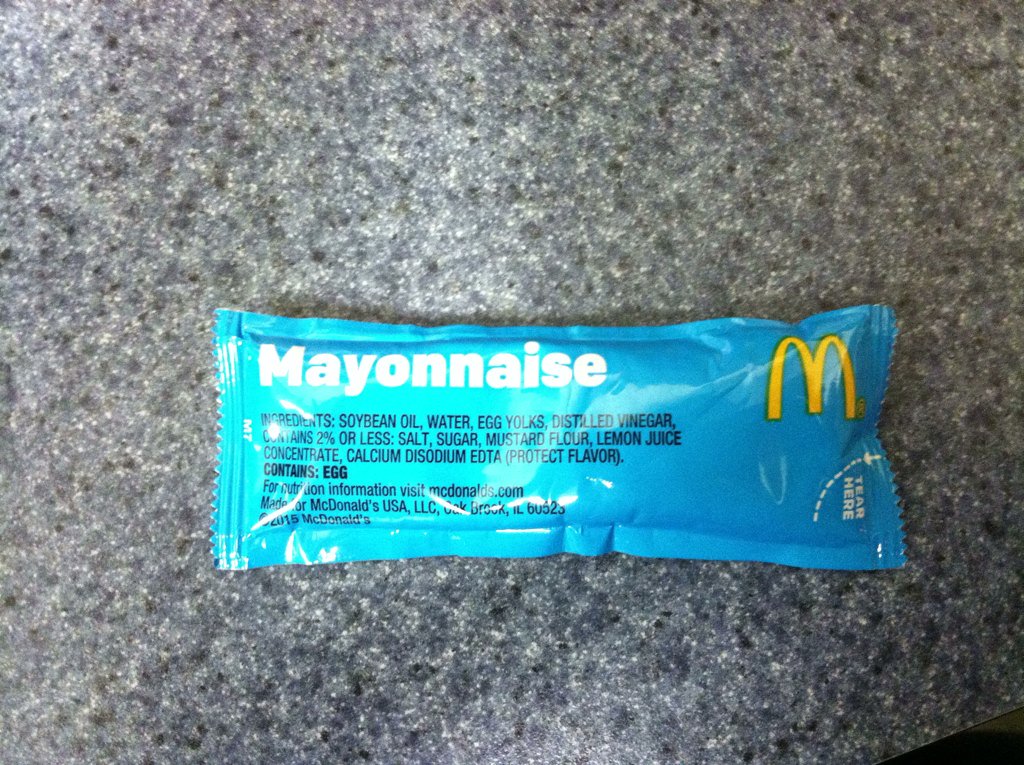 Mayonnaise
INGREDIENTS: SOYBEAN OIL, WATER, EGG YOLKS, DISTILLED VINEGAR,
CONTAINS 2% OR LESS: SALT, SUGAR, MUSTARD FLOUR, LEMON JUICE
CONCENTRATE, CALCIUM DISODIUM EDTA (PROTECT FLAVOR).
CONTAINS: EGG
For nutrition information visit mcdonalds.com
Made for McDonald's USA, LLC, Oak Brook, IL 60523
©2015 McDonald's
M
®
TEAR
HERE